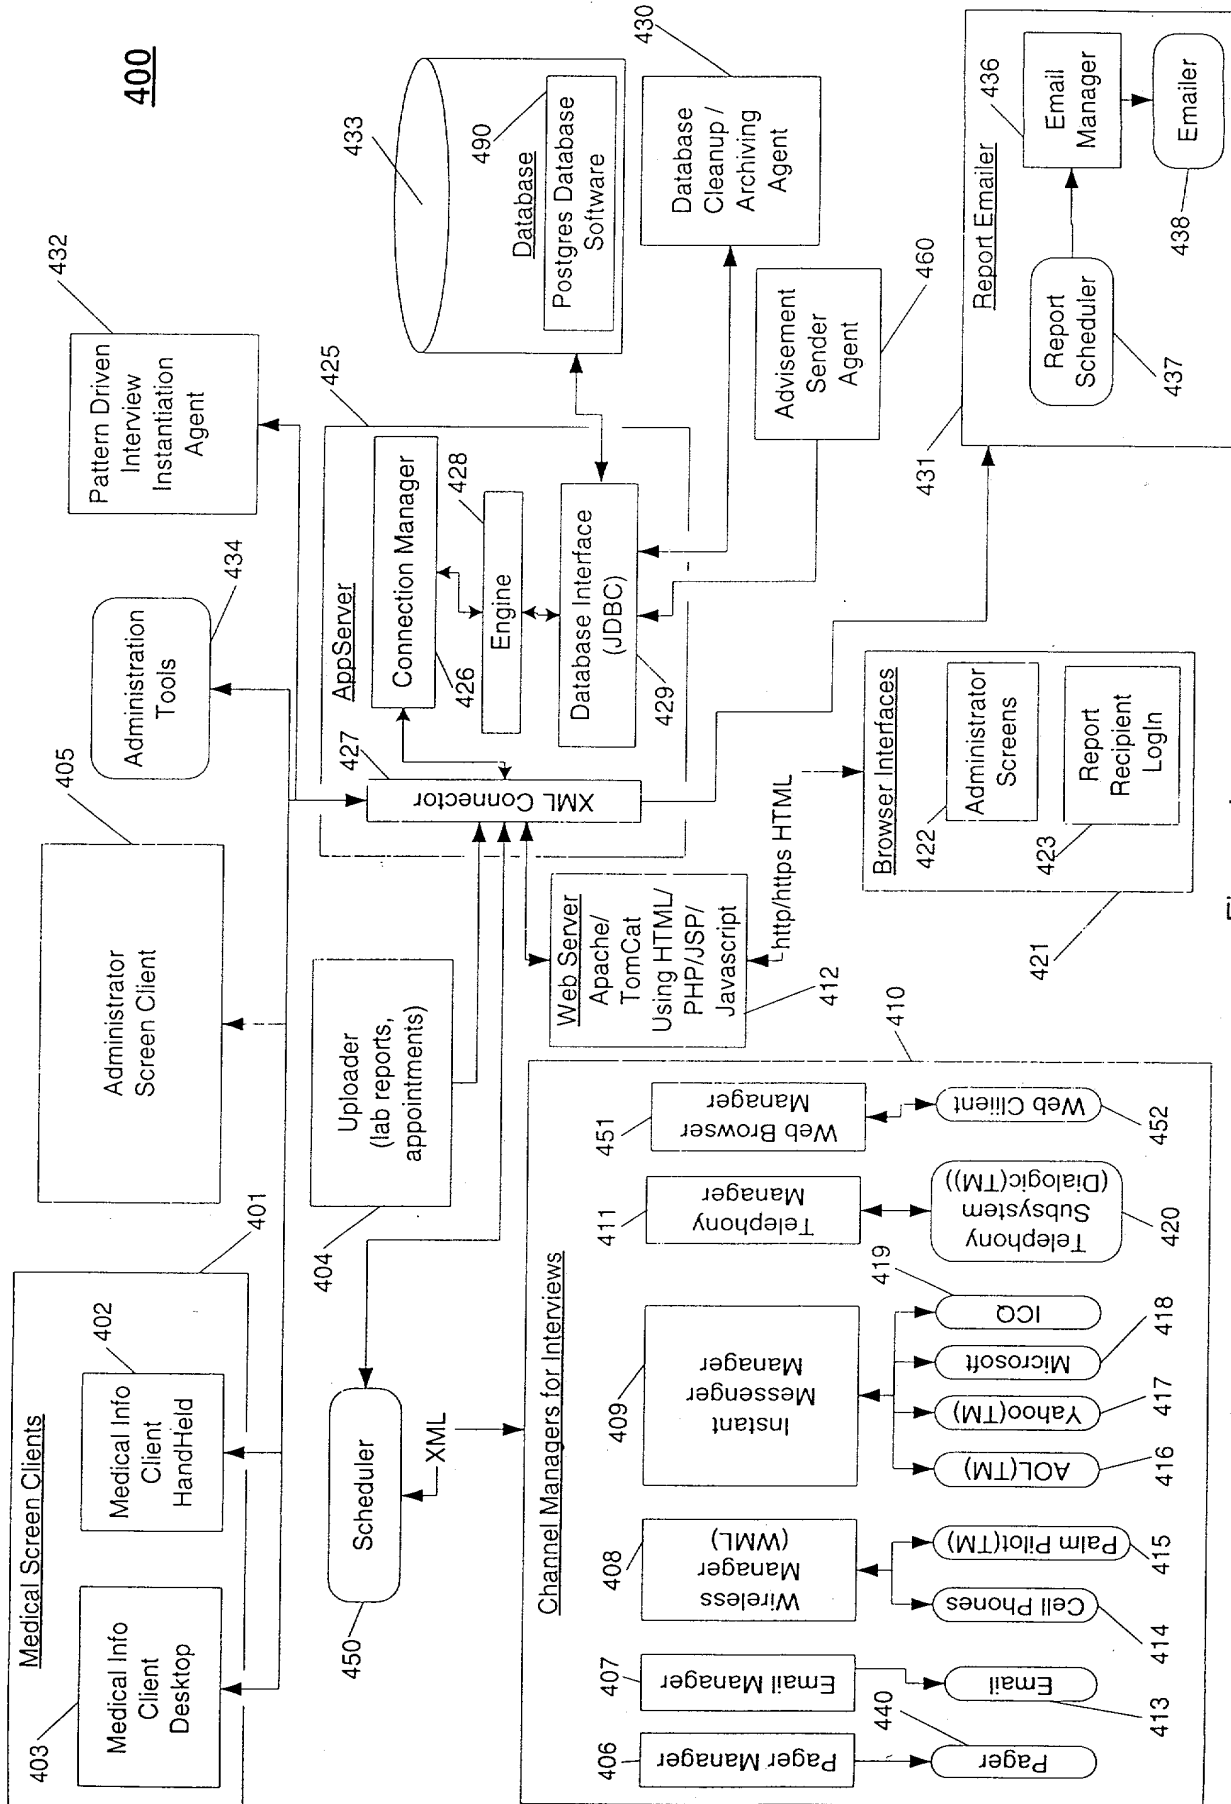 400
Medical Screen Clients
403
Medical Info
Client
Desktop
402
Medical Info
Client
HandHeld
401
405
Administrator
Screen Client
Administration
Tools
434
Pattern Driven
Interview
Instantiation
Agent
432
450
Scheduler
XML
404
Uploader
(lab reports,
appointments)
AppServer
425
427
XML Connector
Connection Manager
426
428
Engine
Database Interface
(JDBC)
429
433
Database
490
Postgres Database
Software
430
Database
Cleanup /
Archiving
Agent
Advisement
Sender
Agent
460
Web Server
Apache/
TomCat
Using HTML/
PHP/JSP/
Javascript
412
http/https HTML
Browser Interfaces
422
Administrator
Screens
423
Report
Recipient
LogIn
421
431
Report Emailer
Report
Scheduler
437
436
Email
Manager
Emailer
438
Channel Managers for Interviews
410
406
Pager Manager
Pager
440
407
Email Manager
Email
413
408
Wireless
Manager
(WML)
Cell Phones
414
Palm Pilot(TM)
415
409
Instant
Messenger
Manager
AOL(TM)
416
Yahoo(TM)
417
Microsoft
418
ICQ
419
411
Telephony
Manager
Telephony
Subsystem
(Dialogic(TM))
420
451
Web Browser
Manager
Web Cliient
452